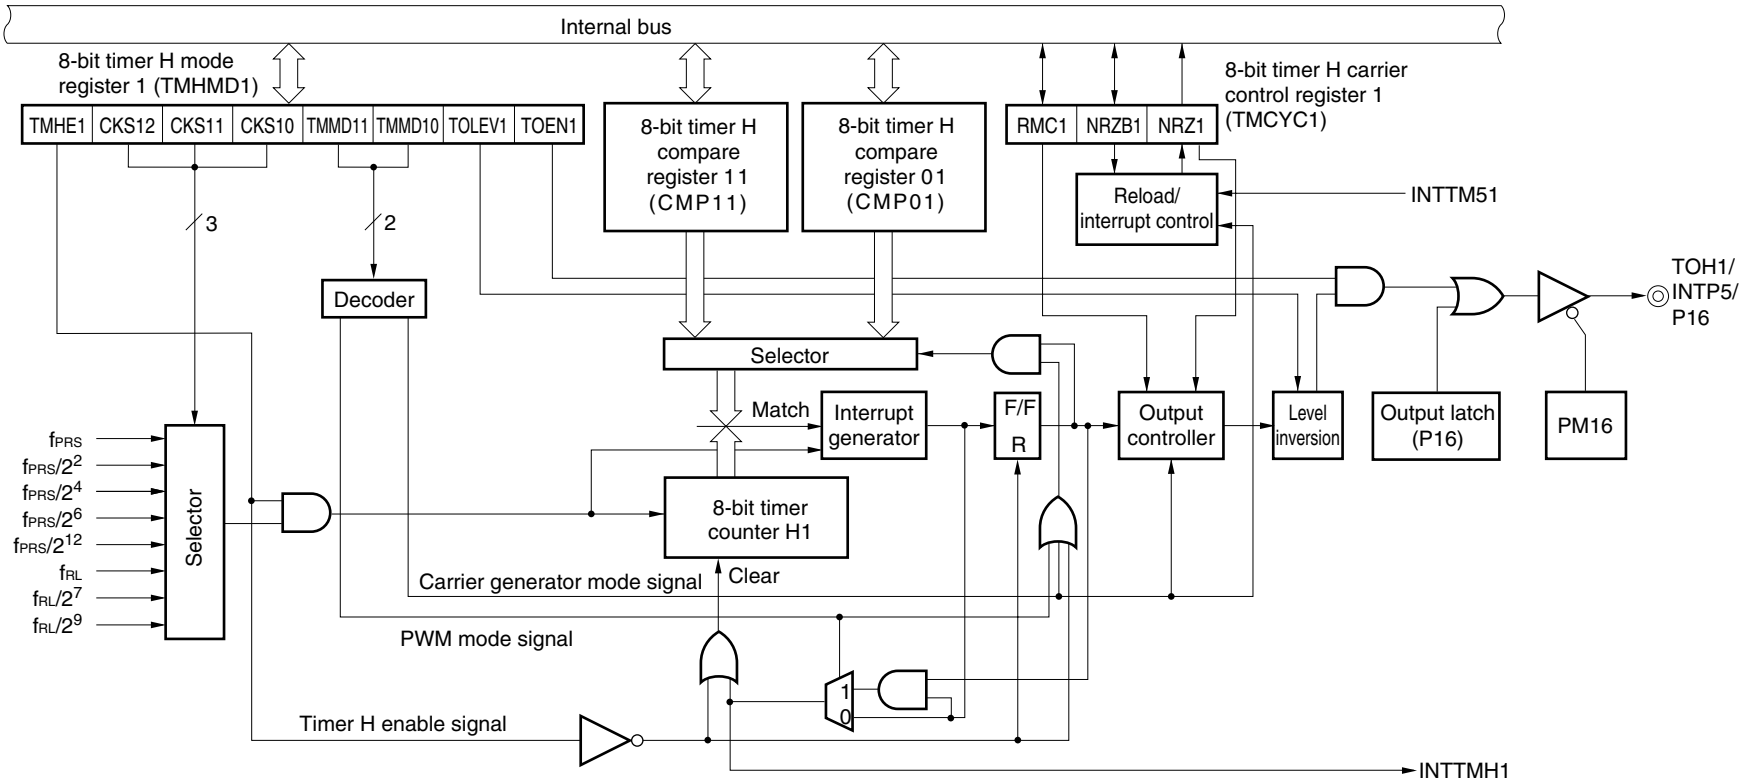 Internal bus
8-bit timer H mode
register 1 (TMHMD1)
8-bit timer H carrier
control register 1
(TMCYC1)
TMHE1 CKS12 CKS11 CKS10 TMMD11 TMMD10 TOLEV1 TOEN1
8-bit timer H
compare
register 11
(CMP11)
8-bit timer H
compare
register 01
(CMP01)
RMC1 NRZB1 NRZ1
Reload/
interrupt control
INTTM51
3
2
Decoder
TOH1/
INTP5/
P16
Selector
Match
Interrupt
generator
F/F
R
Output
controller
Level
inversion
Output latch
(P16)
PM16
fPRS
fPRS/2²
fPRS/2⁴
fPRS/2⁶
fPRS/2¹²
fRL
fRL/2⁷
fRL/2⁹
Selector
8-bit timer
counter H1
Carrier generator mode signal
Clear
PWM mode signal
1
0
Timer H enable signal
INTTMH1